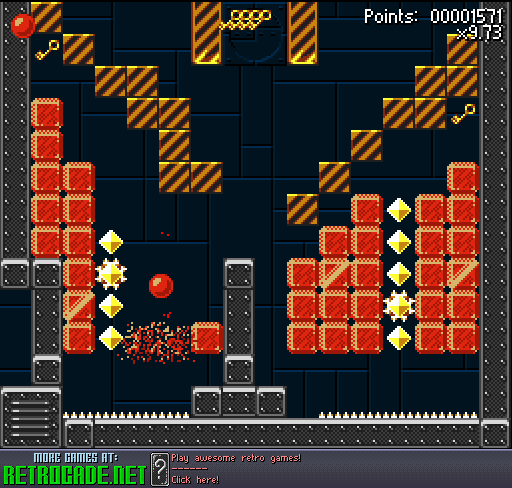 Points: 00001571
x9.73
MORE GAMES AT:
RETROCADE.NET
?
Play awesome retro games!
------
Click here!